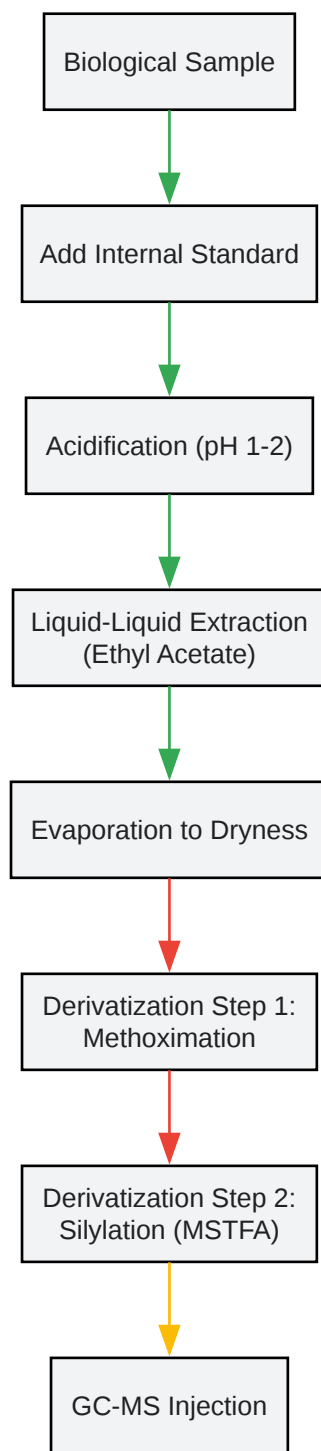 Biological Sample
Add Internal Standard
Acidification (pH 1-2)
Liquid-Liquid Extraction
(Ethyl Acetate)
Evaporation to Dryness
Derivatization Step 1:
Methoximation
Derivatization Step 2:
Silylation (MSTFA)
GC-MS Injection